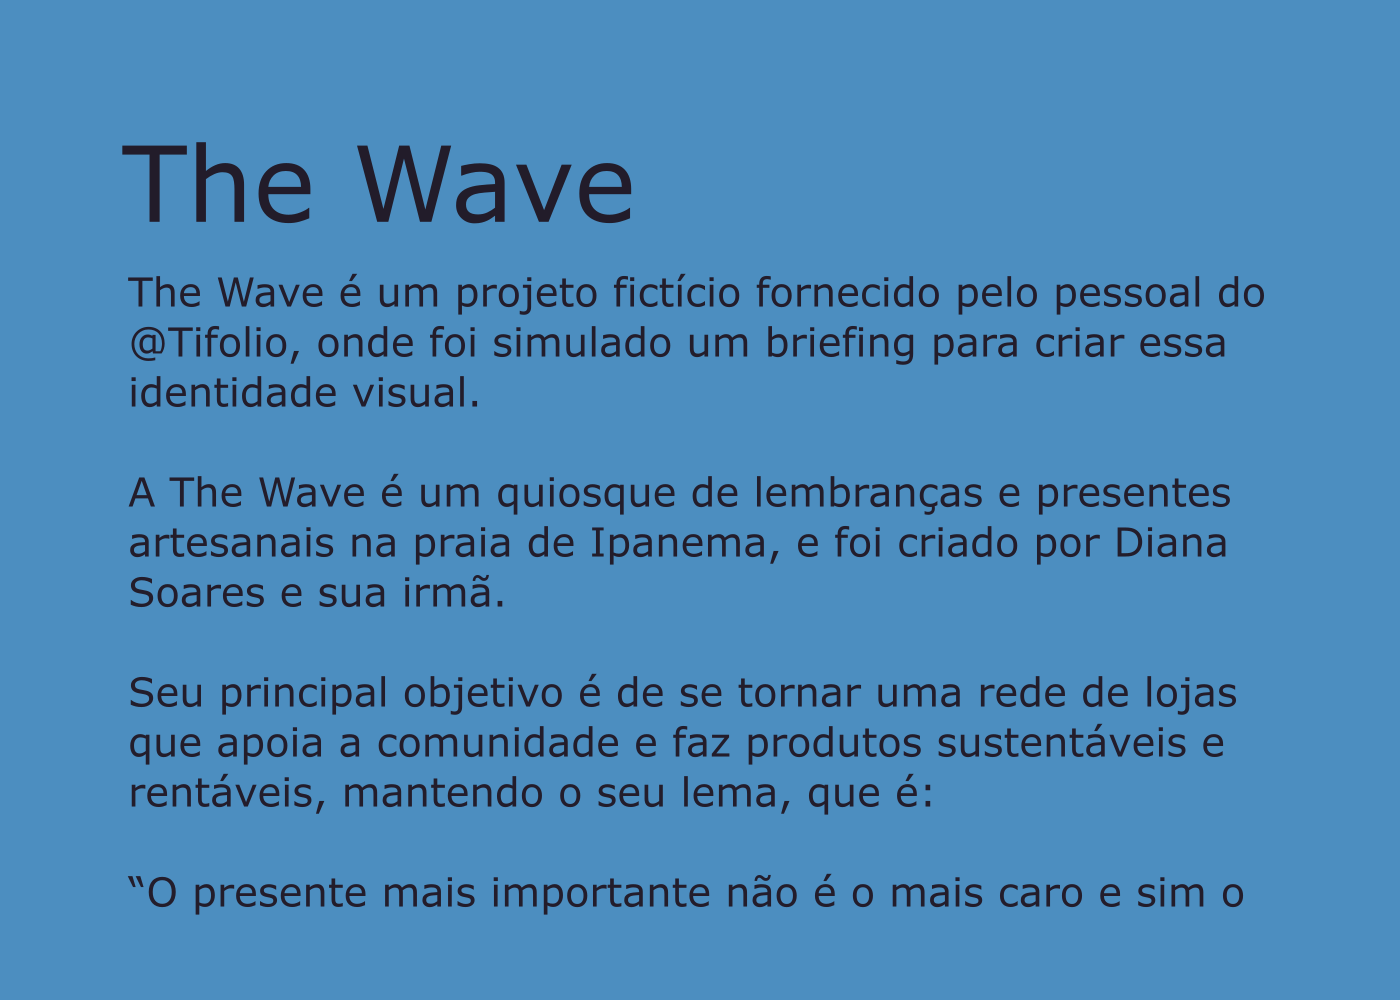 The Wave
The Wave é um projeto fictício fornecido pelo pessoal do
@Tifolio, onde foi simulado um briefing para criar essa
identidade visual.
A The Wave é um quiosque de lembranças e presentes
artesanais na praia de Ipanema, e foi criado por Diana
Soares e sua irmã.
Seu principal objetivo é de se tornar uma rede de lojas
que apoia a comunidade e faz produtos sustentáveis e
rentáveis, mantendo o seu lema, que é:
“O presente mais importante não é o mais caro e sim o